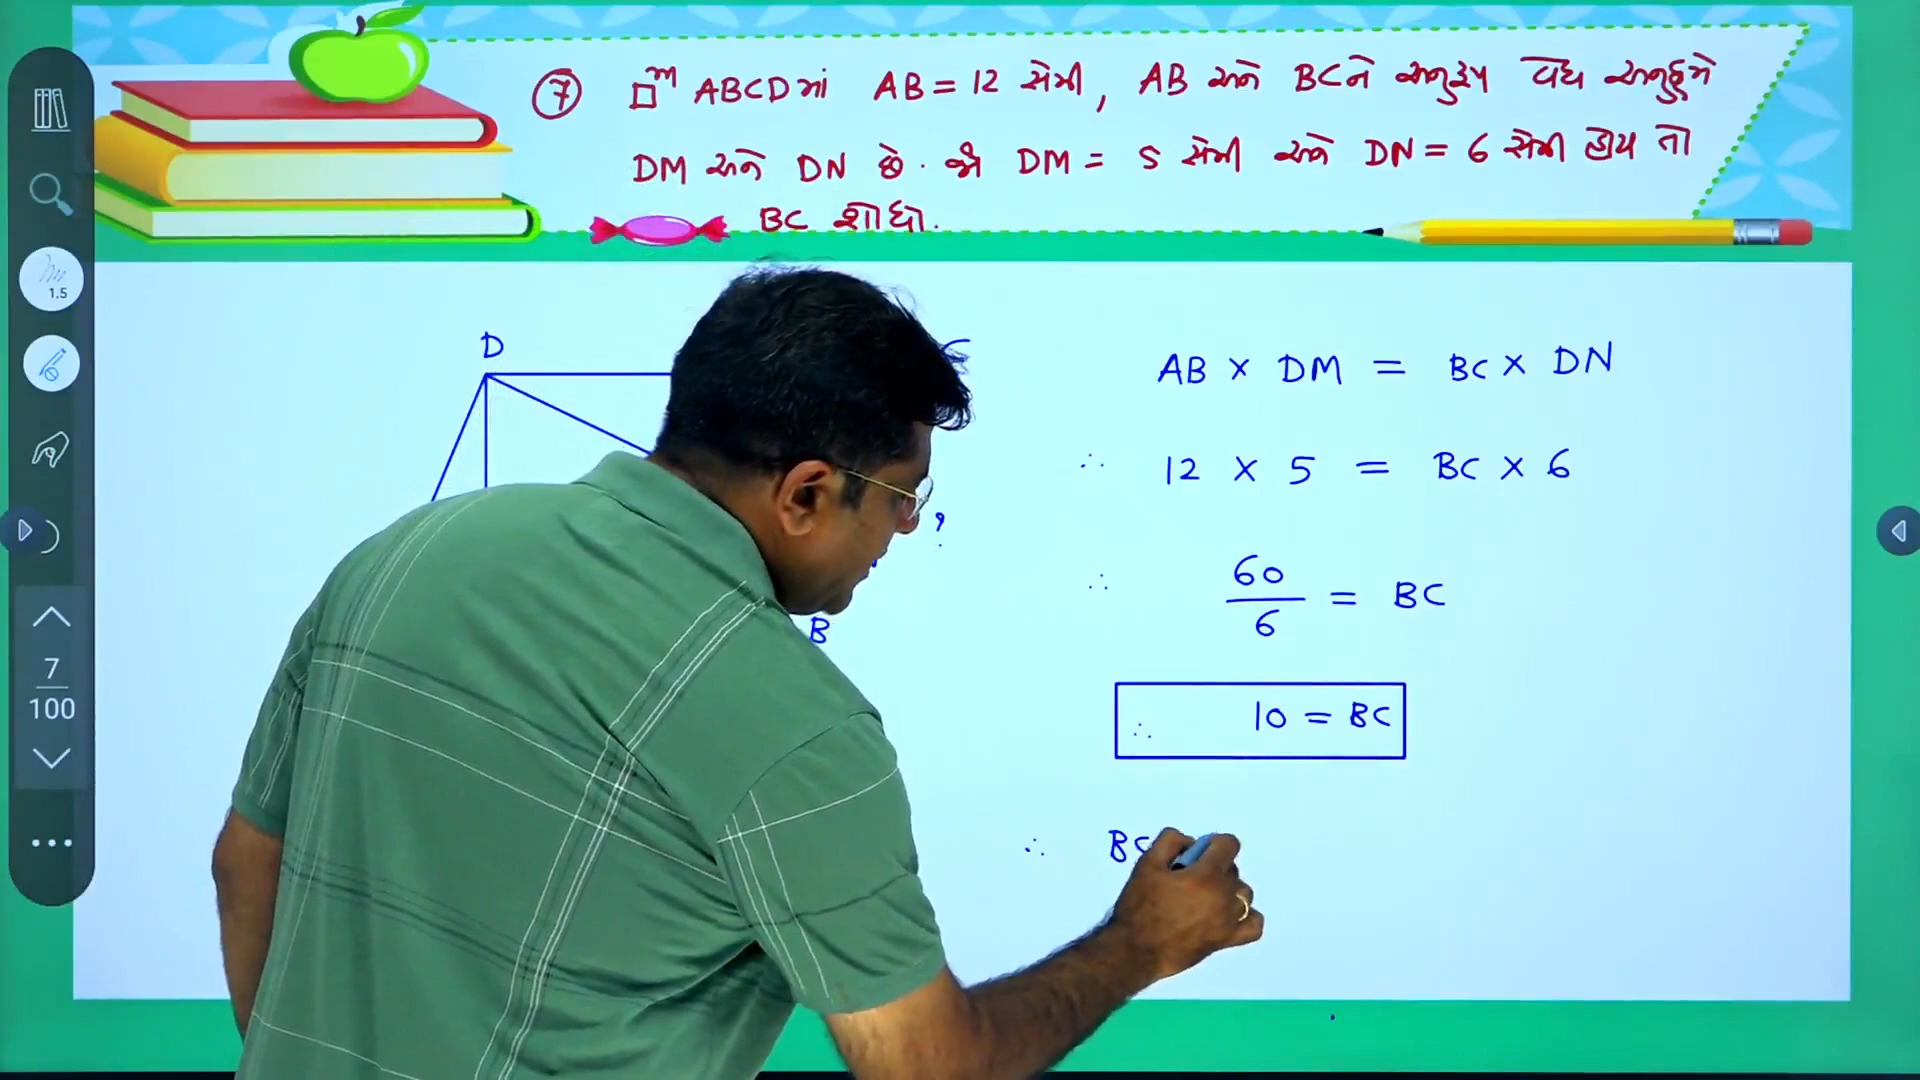 ⑦ □ᵐ ABCD માં AB = 12 સેમી, AB અને BC ને અનુરૂપ વેધ અનુક્રમે
DM અને DN છે. જો DM = 5 સેમી અને DN = 6 સેમી હોય તો
BC શોધો.
D C
?
B
AB × DM = BC × DN
∴ 12 × 5 = BC × 6
∴ 60/6 = BC
∴ 10 = BC
∴ BC
1.5
7
100